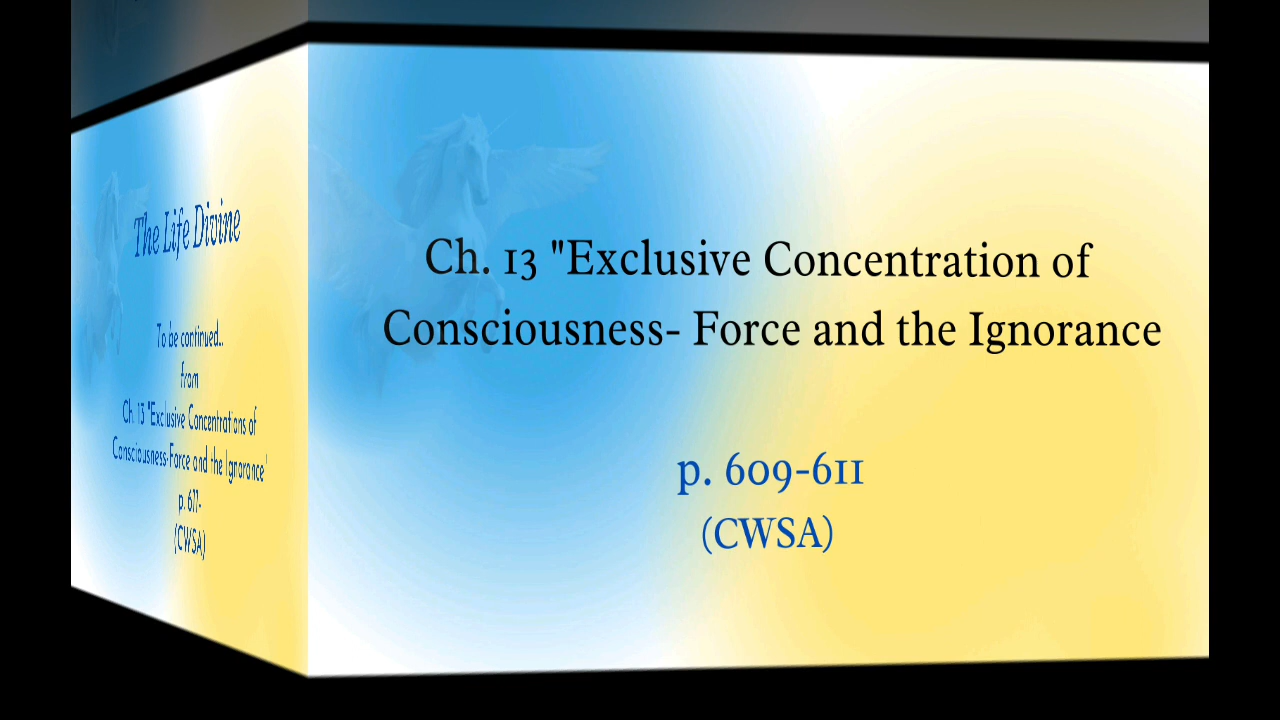 The Life Divine
To be continued..
from
Ch. 13 "Exclusive Concentrations of
Consciousness-Force and the Ignorance"
p. 611-
(CWSA)
Ch. 13 "Exclusive Concentration of
Consciousness- Force and the Ignorance
p. 609-611
(CWSA)